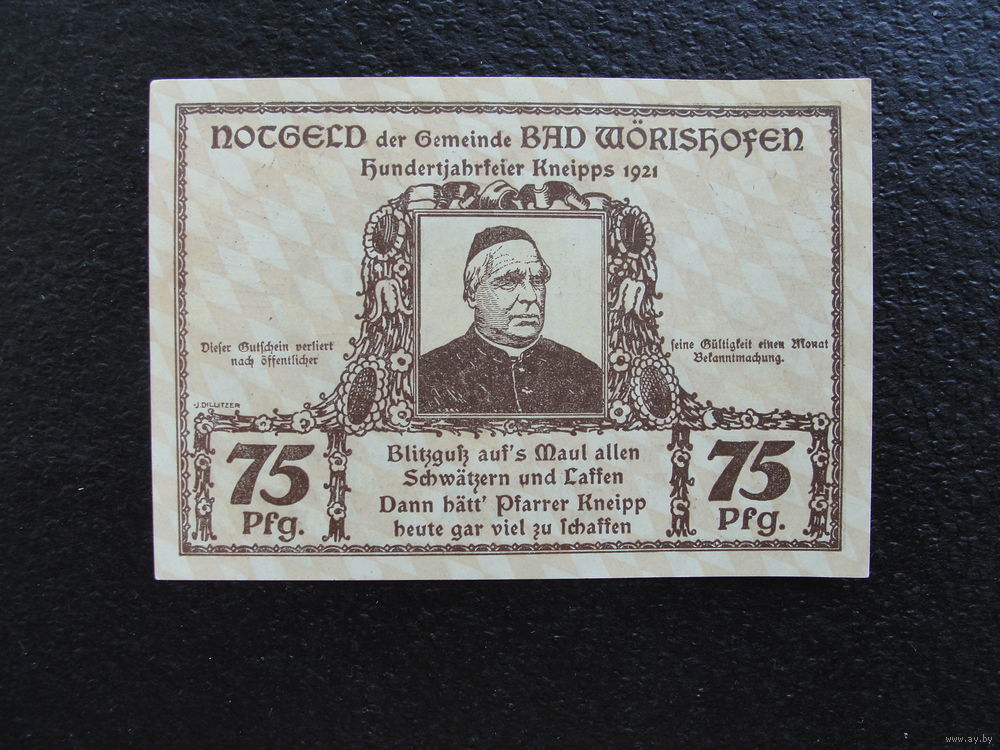 NOTGELD der Gemeinde BAD WÖRISHOFEN
Hundertjahrfeier Kneipps 1921
Dieser Gutschein verliert
nach öffentlicher
seine Gültigkeit einen Monat
Bekanntmachung.
J. DILLITZER
75
Pfg.
Blitzguß auf's Maul allen
Schwätzern und Laffen
Dann hätt' Pfarrer Kneipp
heute gar viel zu schaffen
75
Pfg.
www.ay.by